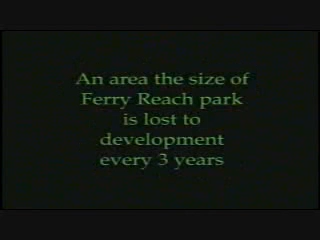 An area the size of
Ferry Reach park
is lost to
development
every 3 years